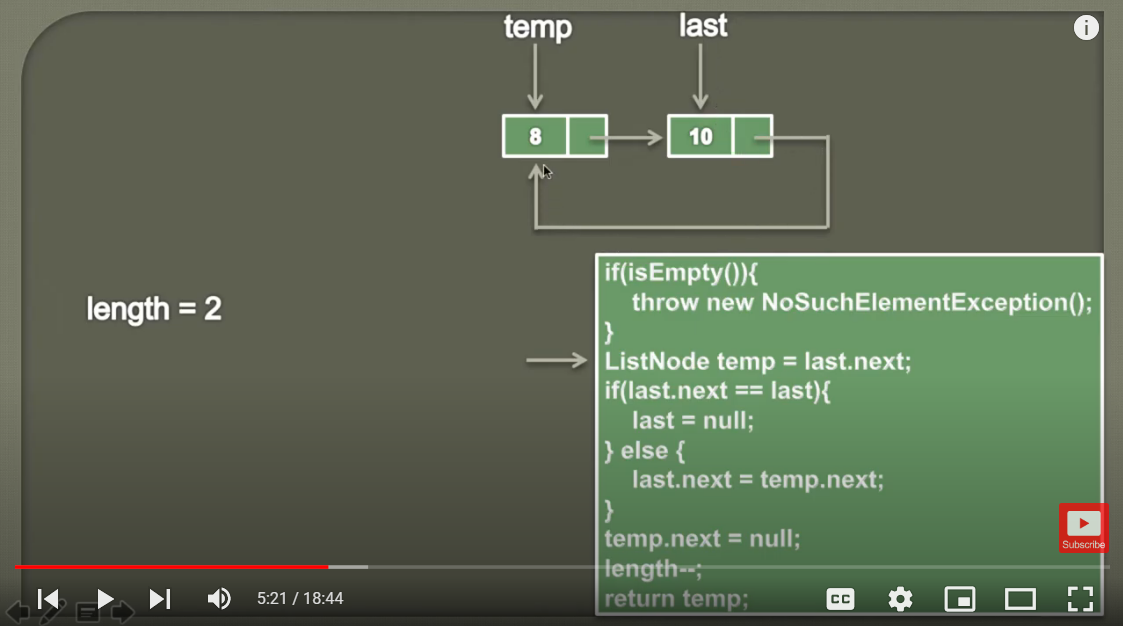 temp last
8 10
length = 2
if(isEmpty()){
throw new NoSuchElementException();
}
ListNode temp = last.next;
if(last.next == last){
last = null;
} else {
last.next = temp.next;
}
temp.next = null;
length--;
return temp;
Subscribe
5:21 / 18:44
CC
i